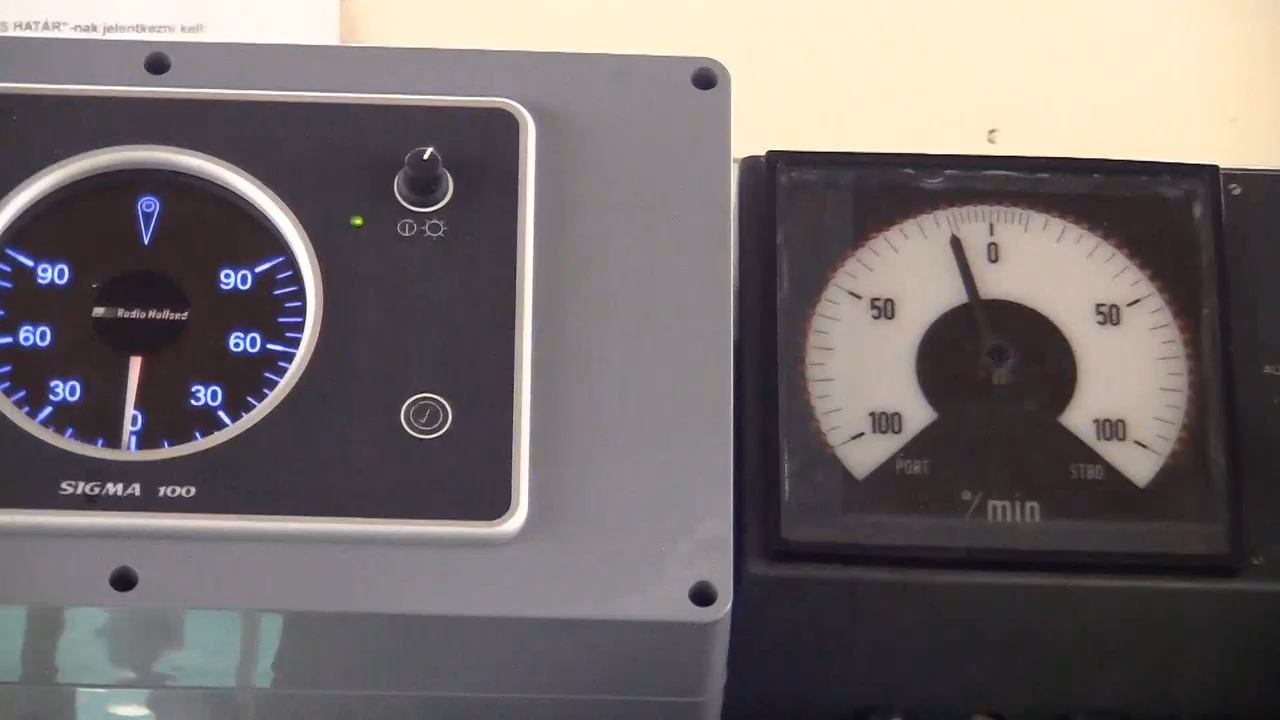 S HATÁR"-nak jelentkezni kell:
90 90
Radio Holland
60 60
30 30
0
SIGMA 100
0
50 50
100 100
PORT STBD
°/min